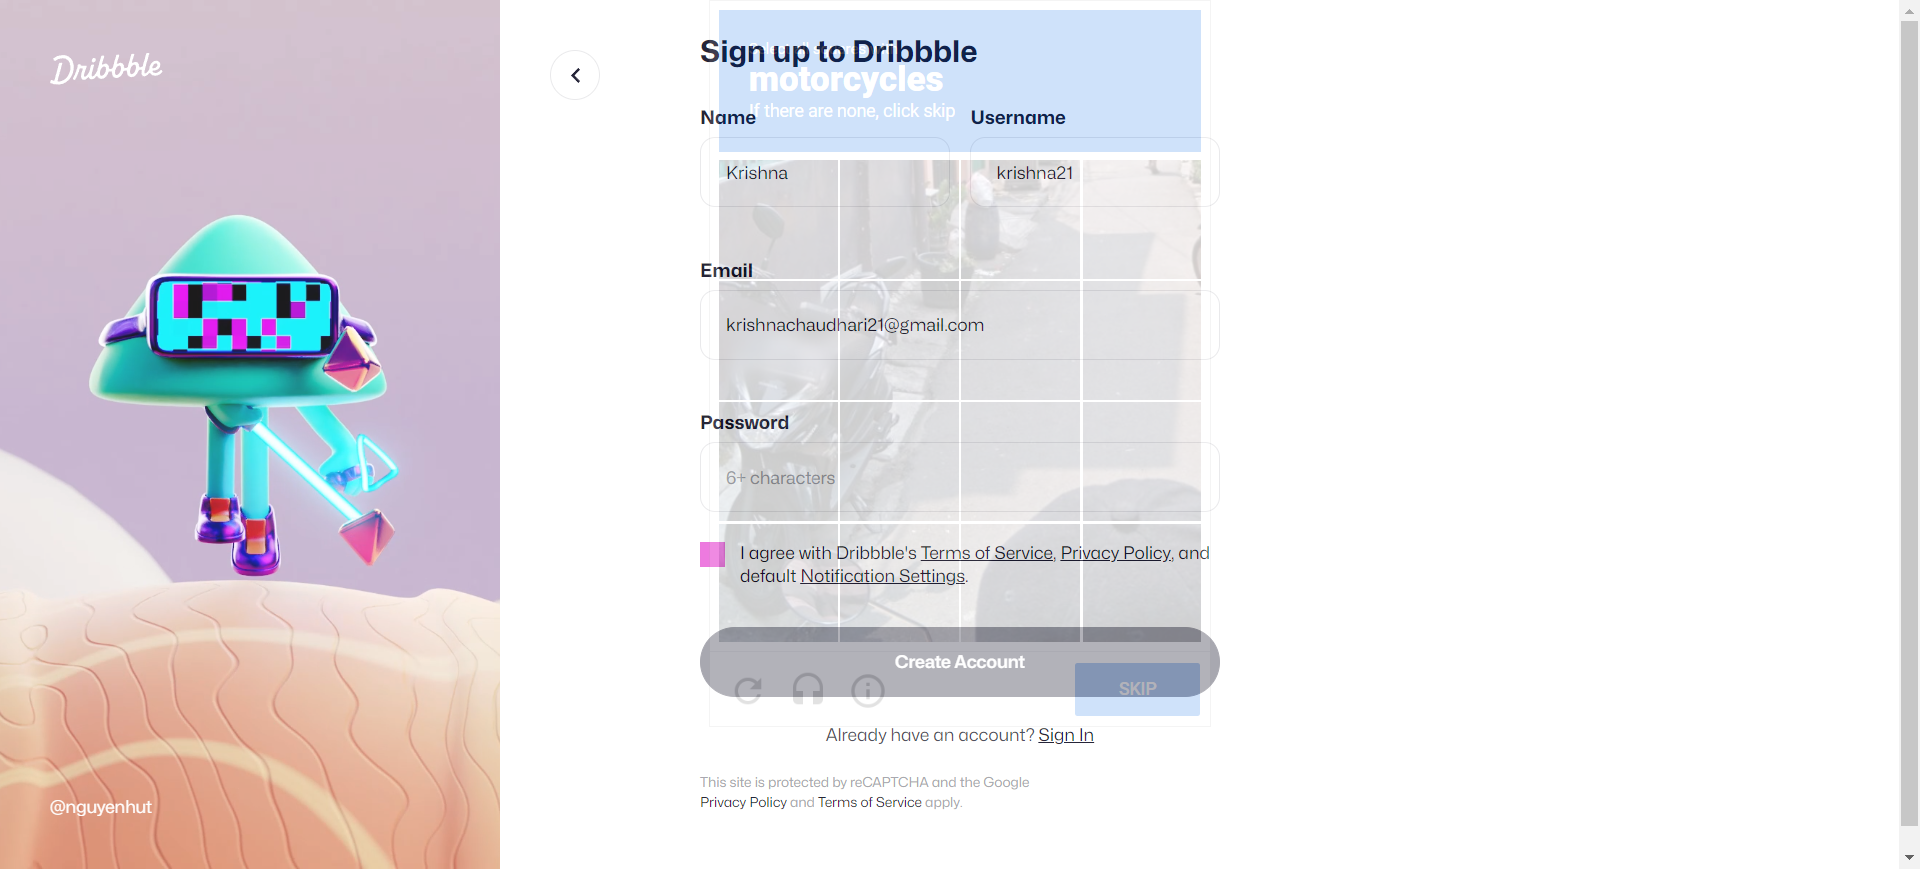 Dribbble
@nguyenhut
Sign up to Dribbble
motorcycles
If there are none, click skip
Name
Username
Krishna
krishna21
Email
krishnachaudhari21@gmail.com
Password
6+ characters
I agree with Dribbble's Terms of Service, Privacy Policy, and
default Notification Settings.
Create Account
SKIP
Already have an account? Sign In
This site is protected by reCAPTCHA and the Google
Privacy Policy and Terms of Service apply.